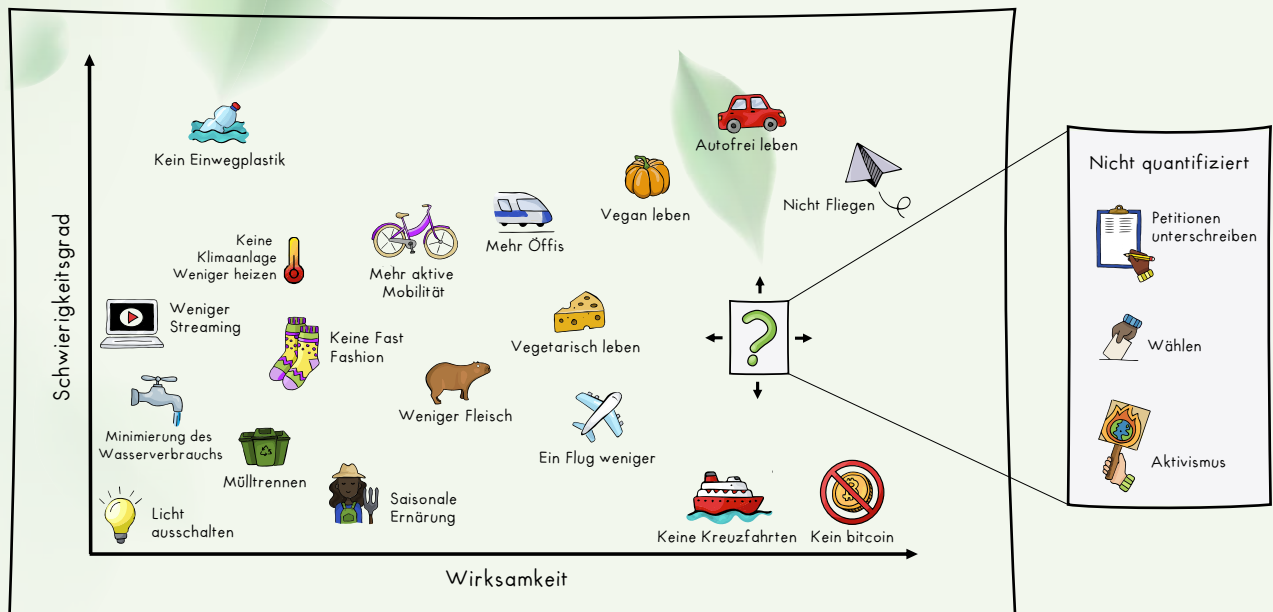 Kein Einwegplastik
Autofrei leben
Nicht Fliegen
Vegan leben
Mehr Öffis
Mehr aktive
Mobilität
Keine
Klimaanlage
Weniger heizen
Weniger
Streaming
Keine Fast
Fashion
Vegetarisch leben
Weniger Fleisch
Minimierung des
Wasserverbrauchs
Mülltrennen
Ein Flug weniger
Licht
ausschalten
Saisonale
Ernärung
Keine Kreuzfahrten
Kein bitcoin
?
Schwierigkeitsgrad
Wirksamkeit
Nicht quantifiziert
Petitionen
unterschreiben
Wählen
Aktivismus